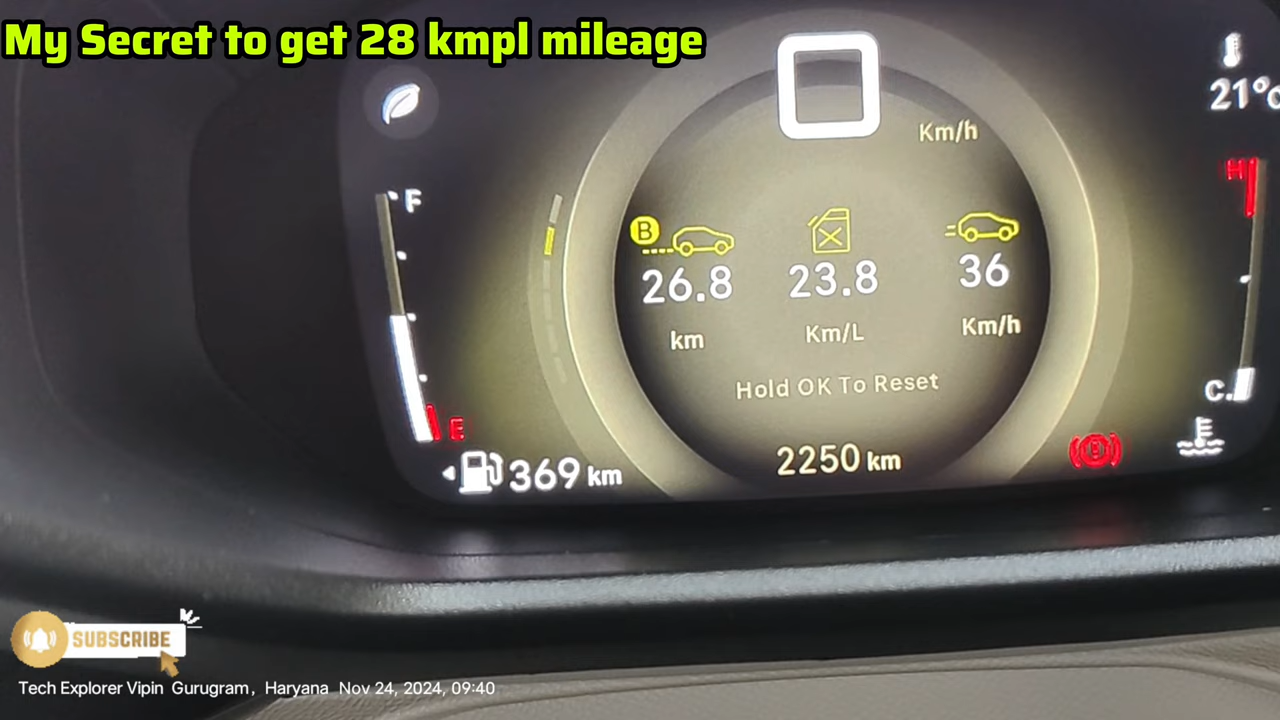 My Secret to get 28 kmpl mileage
21°c
Km/h
F
H
B
26.8 23.8 36
km Km/L Km/h
Hold OK To Reset
E
C
369 km
2250 km
SUBSCRIBE
Tech Explorer Vipin Gurugram, Haryana Nov 24, 2024, 09:40